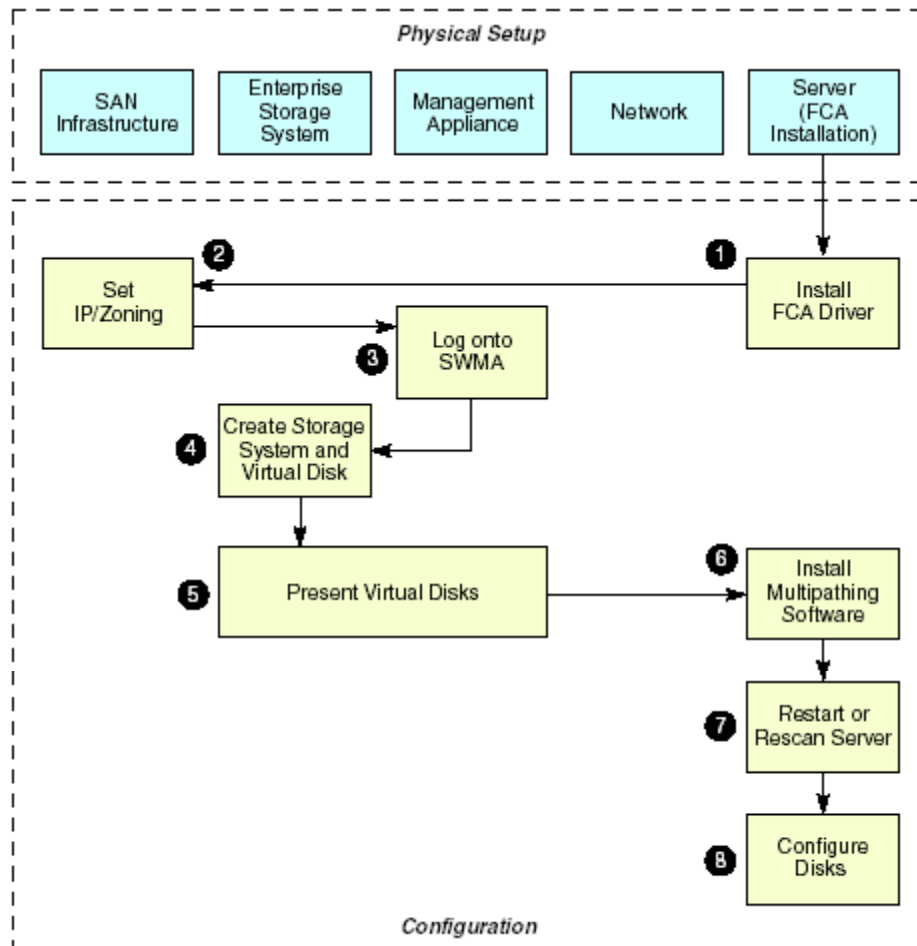 Physical Setup
SAN
Infrastructure
Enterprise
Storage
System
Management
Appliance
Network
Server
(FCA
Installation)
1
Install
FCA Driver
2
Set
IP/Zoning
3
Log onto
SWMA
4
Create Storage
System and
Virtual Disk
5
Present Virtual Disks
6
Install
Multipathing
Software
7
Restart or
Rescan Server
8
Configure
Disks
Configuration